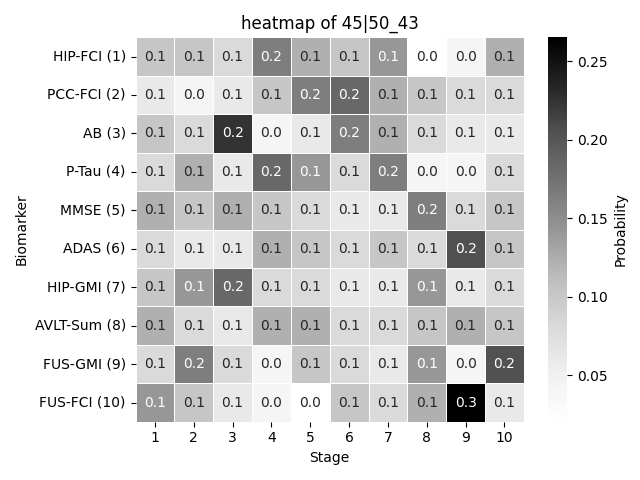 heatmap of 45|50_43
HIP-FCI (1) 0.1 0.1 0.1 0.2 0.1 0.1 0.1 0.0 0.0 0.1
PCC-FCI (2) 0.1 0.0 0.1 0.1 0.2 0.2 0.1 0.1 0.1 0.1
AB (3) 0.1 0.1 0.2 0.0 0.1 0.2 0.1 0.1 0.1 0.1
P-Tau (4) 0.1 0.1 0.1 0.2 0.1 0.1 0.2 0.0 0.0 0.1
MMSE (5) 0.1 0.1 0.1 0.1 0.1 0.1 0.1 0.2 0.1 0.1
ADAS (6) 0.1 0.1 0.1 0.1 0.1 0.1 0.1 0.1 0.2 0.1
HIP-GMI (7) 0.1 0.1 0.2 0.1 0.1 0.1 0.1 0.1 0.1 0.1
AVLT-Sum (8) 0.1 0.1 0.1 0.1 0.1 0.1 0.1 0.1 0.1 0.1
FUS-GMI (9) 0.1 0.2 0.1 0.0 0.1 0.1 0.1 0.1 0.0 0.2
FUS-FCI (10) 0.1 0.1 0.1 0.0 0.0 0.1 0.1 0.1 0.3 0.1
1 2 3 4 5 6 7 8 9 10
Stage
Biomarker
0.25
0.20
0.15
0.10
0.05
Probability